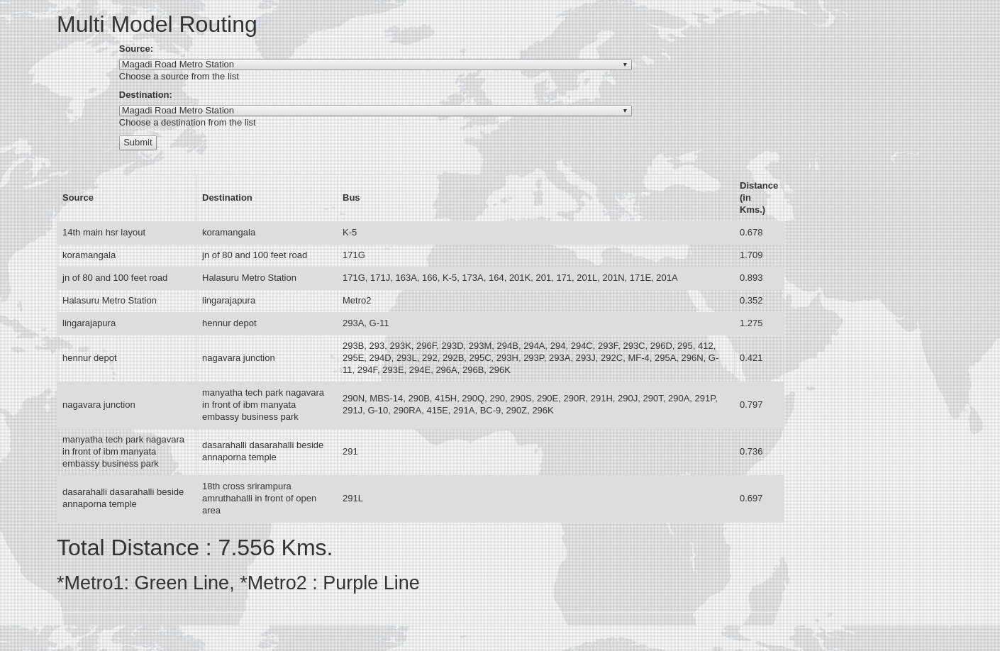 Multi Model Routing
Source:
Magadi Road Metro Station
Choose a source from the list
Destination:
Magadi Road Metro Station
Choose a destination from the list
Submit
Source Destination Bus Distance (in Kms.)
14th main hsr layout koramangala K-5 0.678
koramangala jn of 80 and 100 feet road 171G 1.709
jn of 80 and 100 feet road Halasuru Metro Station 171G, 171J, 163A, 166, K-5, 173A, 164, 201K, 201, 171, 201L, 201N, 171E, 201A 0.893
Halasuru Metro Station lingarajapura Metro2 0.352
lingarajapura hennur depot 293A, G-11 1.275
hennur depot nagavara junction 293B, 293, 293K, 296F, 293D, 293M, 294B, 294A, 294, 294C, 293F, 293C, 296D, 295, 412, 295E, 294D, 293L, 292, 292B, 295C, 293H, 293P, 293A, 293J, 292C, MF-4, 295A, 296N, G-11, 294F, 293E, 294E, 296A, 296B, 296K 0.421
nagavara junction manyatha tech park nagavara in front of ibm manyata embassy business park 290N, MBS-14, 290B, 415H, 290Q, 290, 290S, 290E, 290R, 291H, 290J, 290T, 290A, 291P, 291J, G-10, 290RA, 415E, 291A, BC-9, 290Z, 296K 0.797
manyatha tech park nagavara in front of ibm manyata embassy business park dasarahalli dasarahalli beside annaporna temple 291 0.736
dasarahalli dasarahalli beside annaporna temple 18th cross srirampura amruthahalli in front of open area 291L 0.697
Total Distance : 7.556 Kms.
*Metro1: Green Line, *Metro2 : Purple Line